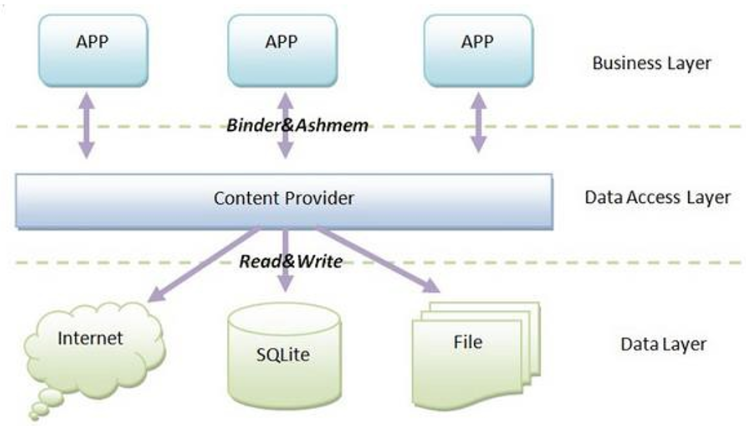 APP
APP
APP
Business Layer
Binder&Ashmem
Content Provider
Data Access Layer
Read&Write
Internet
SQLite
File
Data Layer